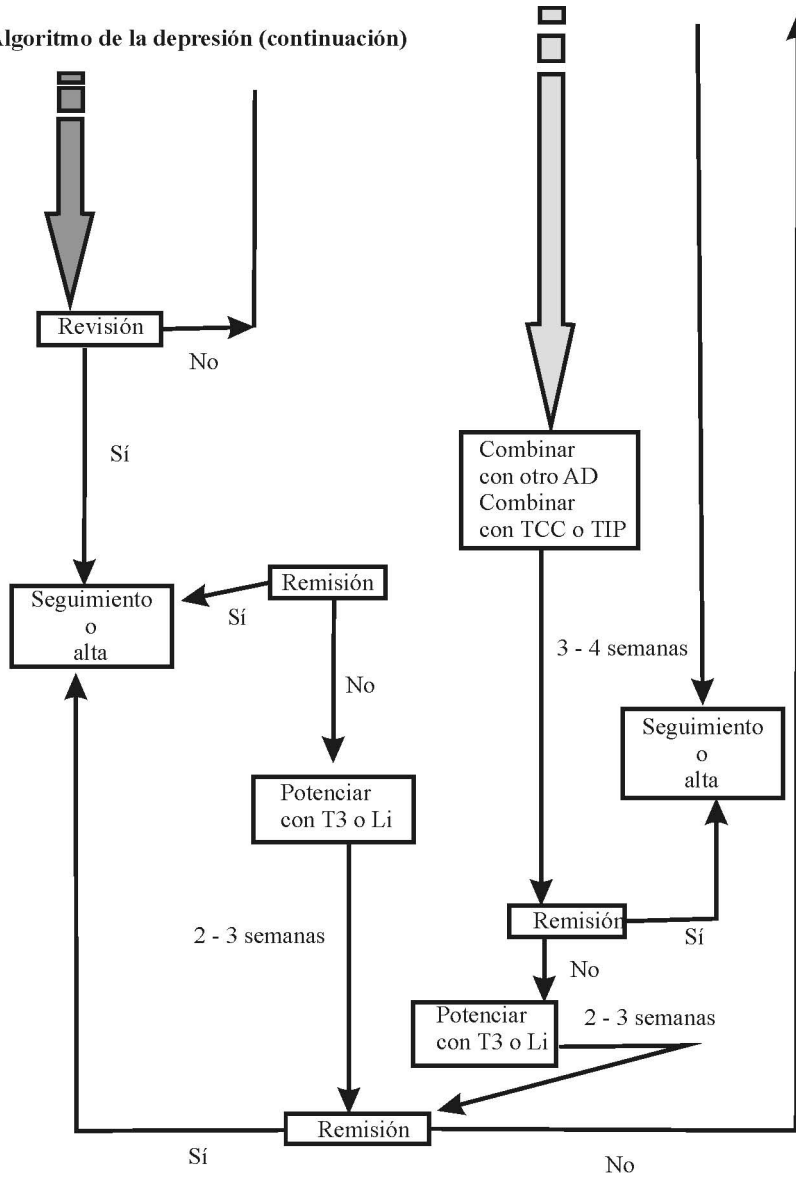 Algoritmo de la depresión (continuación)
Revisión
No
Sí
Combinar
con otro AD
Combinar
con TCC o TIP
Remisión
Seguimiento
o
alta
Sí
3 - 4 semanas
No
Seguimiento
o
alta
Potenciar
con T3 o Li
2 - 3 semanas
Remisión
Sí
No
Potenciar
con T3 o Li
2 - 3 semanas
Remisión
Sí
No